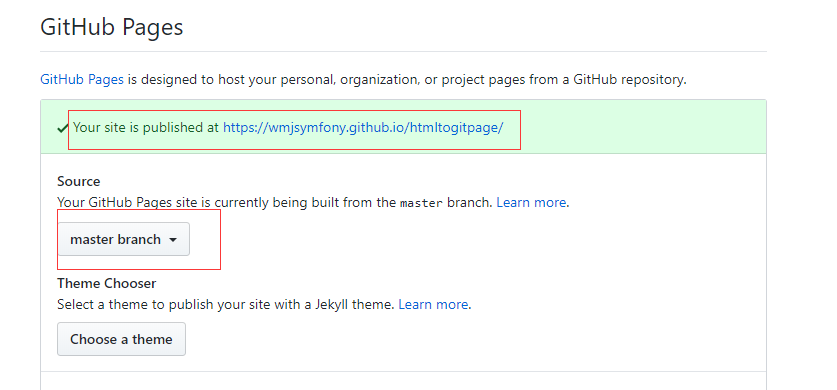 GitHub Pages
GitHub Pages is designed to host your personal, organization, or project pages from a GitHub repository.
✓ Your site is published at https://wmjsymfony.github.io/htmltogitpage/
Source
Your GitHub Pages site is currently being built from the master branch. Learn more.
master branch
Theme Chooser
Select a theme to publish your site with a Jekyll theme. Learn more.
Choose a theme